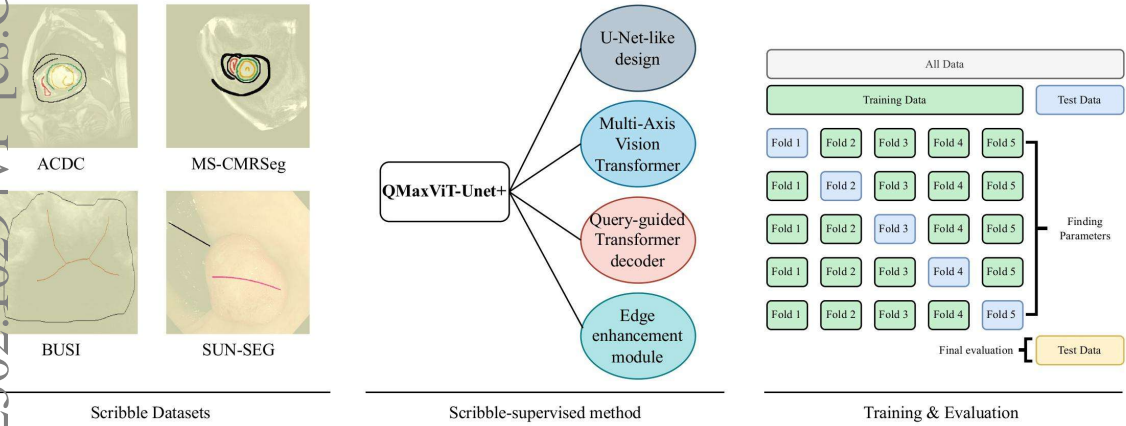 ACDC
MS-CMRSeg
BUSI
SUN-SEG
Scribble Datasets
QMaxViT-Unet+
U-Net-like
design
Multi-Axis
Vision
Transformer
Query-guided
Transformer
decoder
Edge
enhancement
module
Scribble-supervised method
All Data
Training Data
Test Data
Fold 1 Fold 2 Fold 3 Fold 4 Fold 5
Fold 1 Fold 2 Fold 3 Fold 4 Fold 5
Fold 1 Fold 2 Fold 3 Fold 4 Fold 5
Fold 1 Fold 2 Fold 3 Fold 4 Fold 5
Fold 1 Fold 2 Fold 3 Fold 4 Fold 5
Finding
Parameters
Final evaluation
Test Data
Training & Evaluation